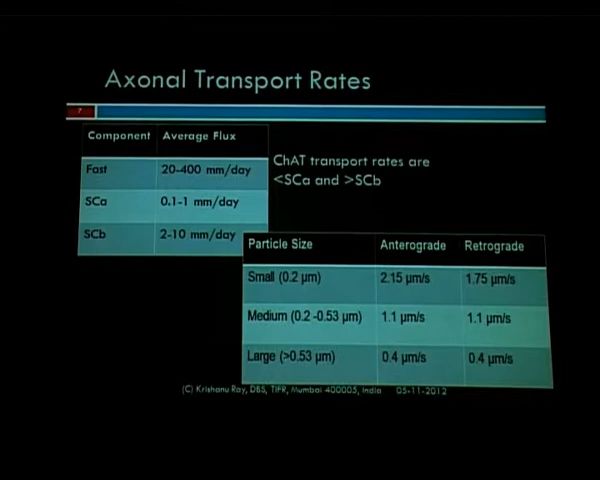 Axonal Transport Rates
7
Component Average Flux
Fast 20-400 mm/day
SCa 0.1-1 mm/day
SCb 2-10 mm/day
ChAT transport rates are
<SCa and >SCb
Particle Size Anterograde Retrograde
Small (0.2 µm) 2.15 µm/s 1.75 µm/s
Medium (0.2 -0.53 µm) 1.1 µm/s 1.1 µm/s
Large (>0.53 µm) 0.4 µm/s 0.4 µm/s
(C) Krishanu Ray, DBS, TIFR, Mumbai 400005, India 05-11-2012